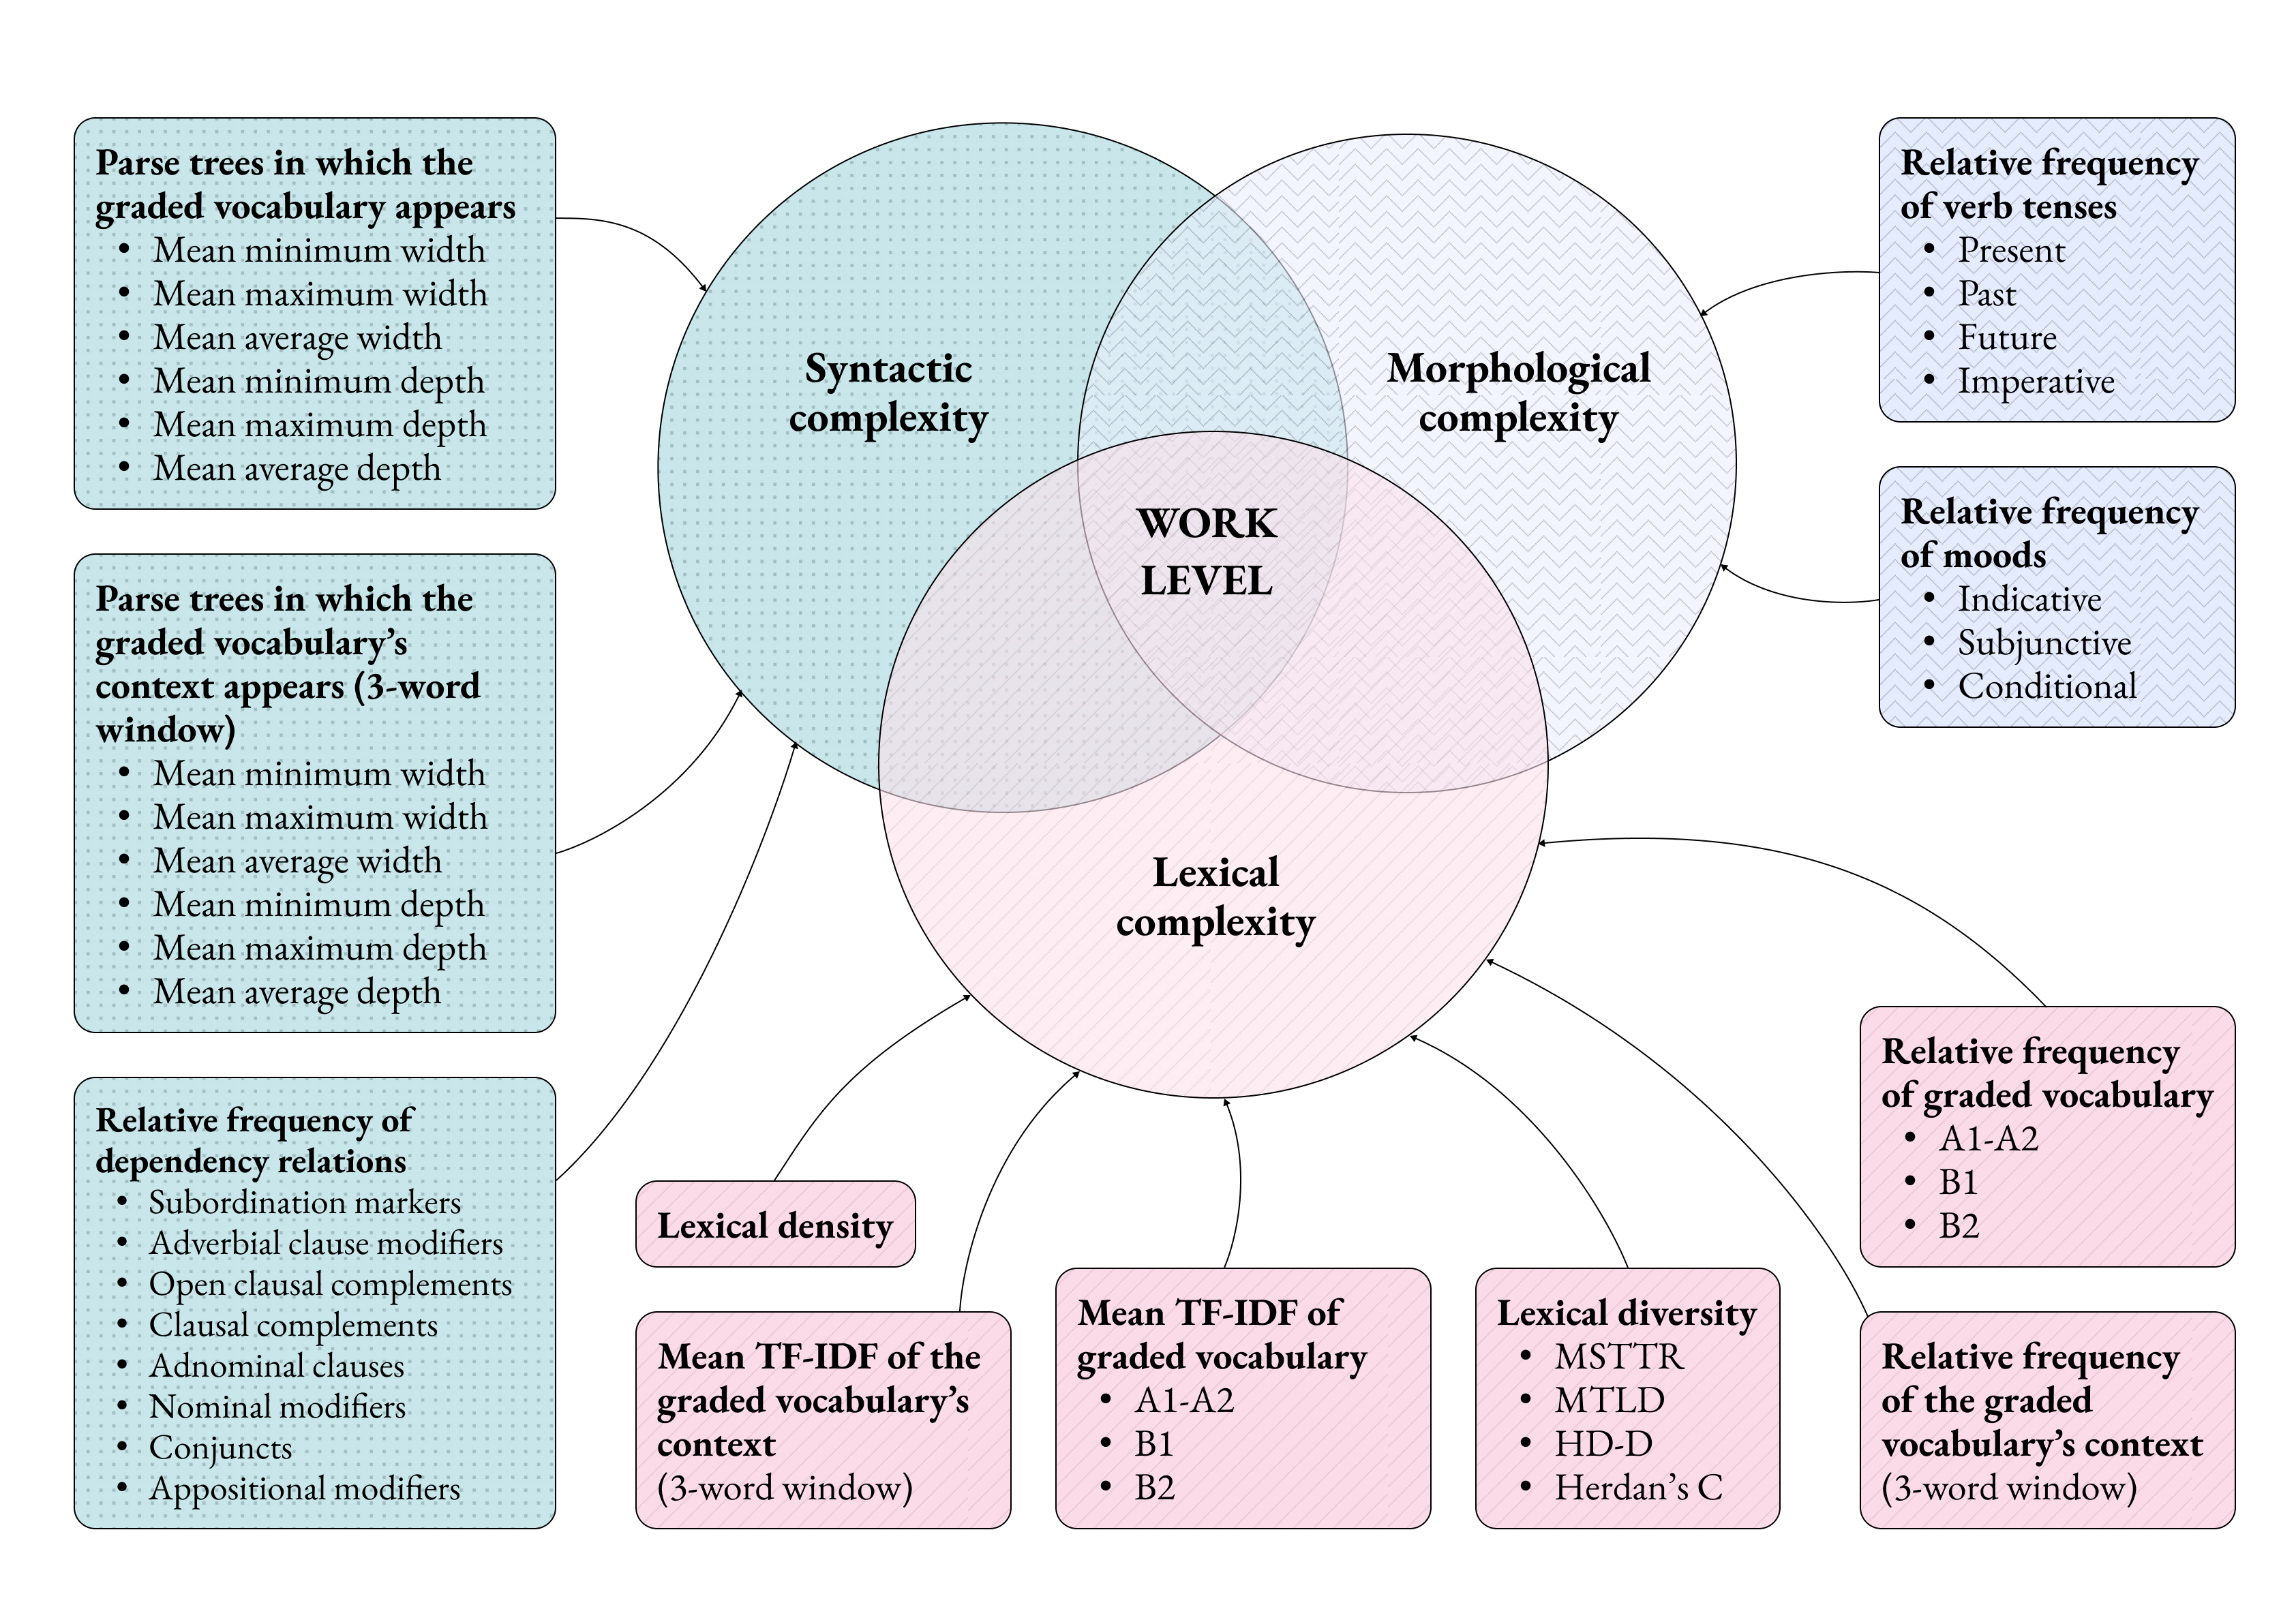 Parse trees in which the
graded vocabulary appears
• Mean minimum width
• Mean maximum width
• Mean average width
• Mean minimum depth
• Mean maximum depth
• Mean average depth
Parse trees in which the
graded vocabulary’s
context appears (3-word
window)
• Mean minimum width
• Mean maximum width
• Mean average width
• Mean minimum depth
• Mean maximum depth
• Mean average depth
Relative frequency of
dependency relations
• Subordination markers
• Adverbial clause modifiers
• Open clausal complements
• Clausal complements
• Adnominal clauses
• Nominal modifiers
• Conjuncts
• Appositional modifiers
Syntactic
complexity
Morphological
complexity
WORK
LEVEL
Lexical
complexity
Relative frequency
of verb tenses
• Present
• Past
• Future
• Imperative
Relative frequency
of moods
• Indicative
• Subjunctive
• Conditional
Lexical density
Mean TF-IDF of the
graded vocabulary’s
context
(3-word window)
Mean TF-IDF of
graded vocabulary
• A1-A2
• B1
• B2
Lexical diversity
• MSTTR
• MTLD
• HD-D
• Herdan’s C
Relative frequency
of graded vocabulary
• A1-A2
• B1
• B2
Relative frequency
of the graded
vocabulary’s context
(3-word window)